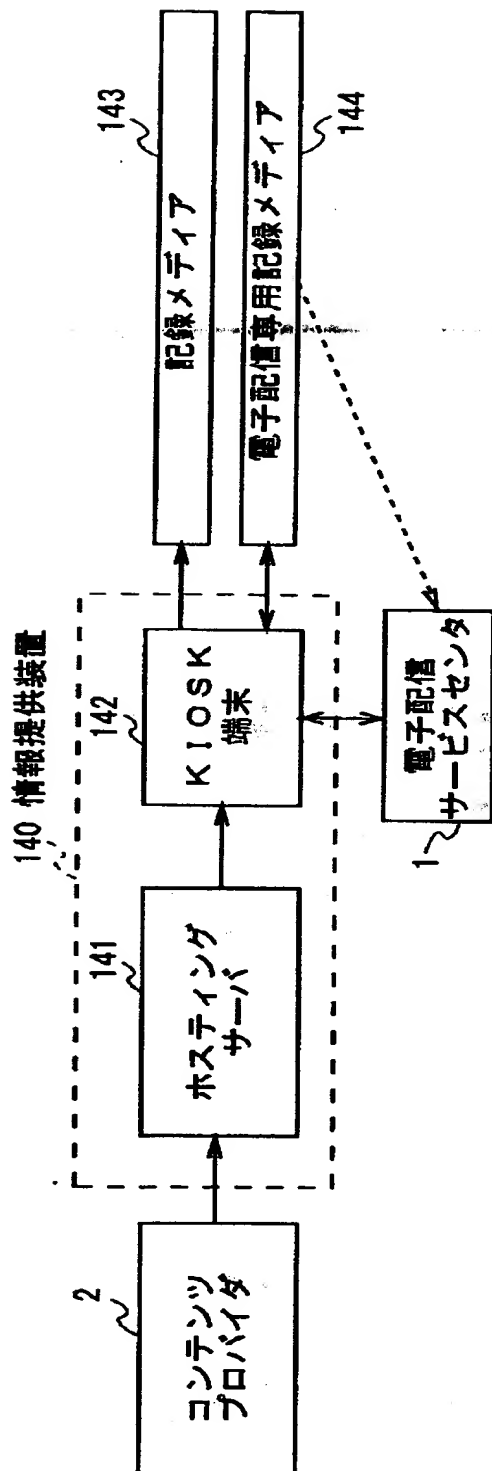 140 情報提供装置
2
コンテンツ
プロバイダ
141
ホスティング
サーバ
142
KIOSK
端末
143
記録メディア
電子配信専用記録メディア
144
電子配信
サービスセンタ
1